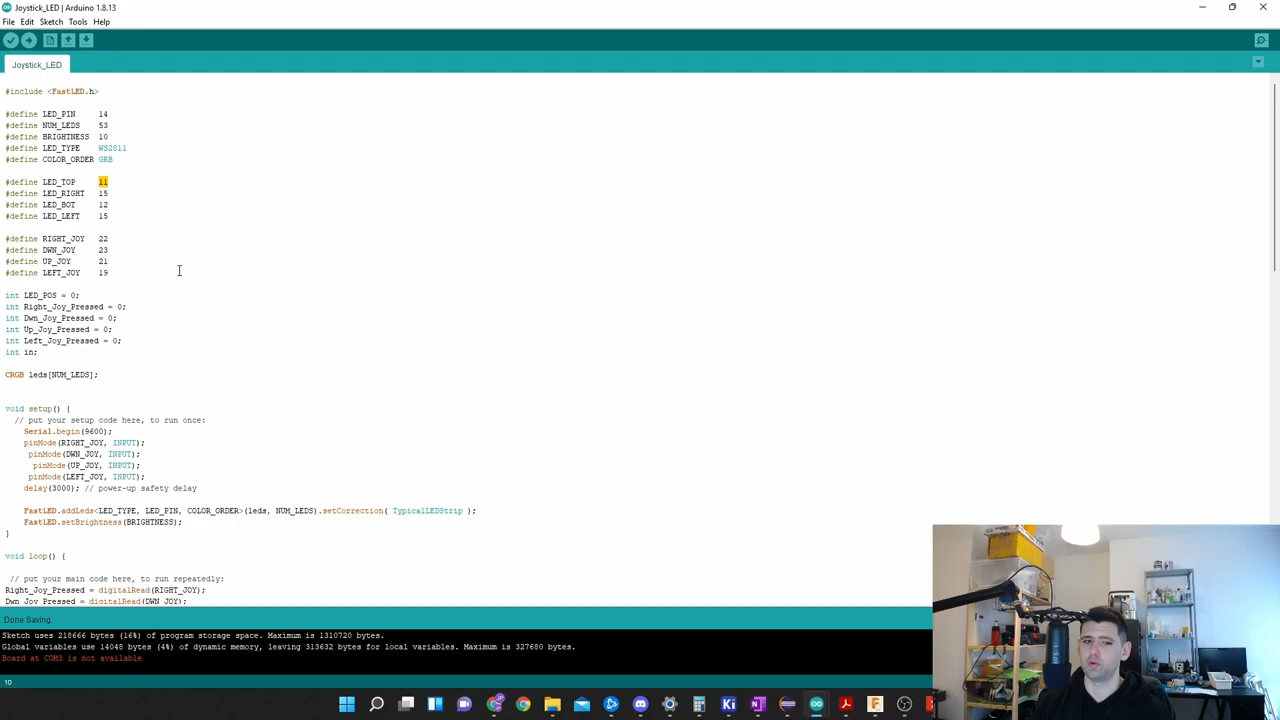 Joystick_LED | Arduino 1.8.13
File Edit Sketch Tools Help
Joystick_LED
#include <FastLED.h>
#define LED_PIN 14
#define NUM_LEDS 53
#define BRIGHTNESS 10
#define LED_TYPE WS2811
#define COLOR_ORDER GRB
#define LED_TOP 11
#define LED_RIGHT 15
#define LED_BOT 12
#define LED_LEFT 15
#define RIGHT_JOY 22
#define DWN_JOY 23
#define UP_JOY 21
#define LEFT_JOY 19
int LED_POS = 0;
int Right_Joy_Pressed = 0;
int Dwn_Joy_Pressed = 0;
int Up_Joy_Pressed = 0;
int Left_Joy_Pressed = 0;
int in;
CRGB leds[NUM_LEDS];
void setup() {
// put your setup code here, to run once:
Serial.begin(9600);
pinMode(RIGHT_JOY, INPUT);
pinMode(DWN_JOY, INPUT);
pinMode(UP_JOY, INPUT);
pinMode(LEFT_JOY, INPUT);
delay(3000); // power-up safety delay
FastLED.addLeds<LED_TYPE, LED_PIN, COLOR_ORDER>(leds, NUM_LEDS).setCorrection( TypicalLEDStrip );
FastLED.setBrightness(BRIGHTNESS);
}
void loop() {
// put your main code here, to run repeatedly:
Right_Joy_Pressed = digitalRead(RIGHT_JOY);
Dwn_Joy_Pressed = digitalRead(DWN_JOY);
Done Saving.
Sketch uses 218666 bytes (16%) of program storage space. Maximum is 1310720 bytes.
Global variables use 14048 bytes (4%) of dynamic memory, leaving 313632 bytes for local variables. Maximum is 327680 bytes.
Board at COM3 is not available
10